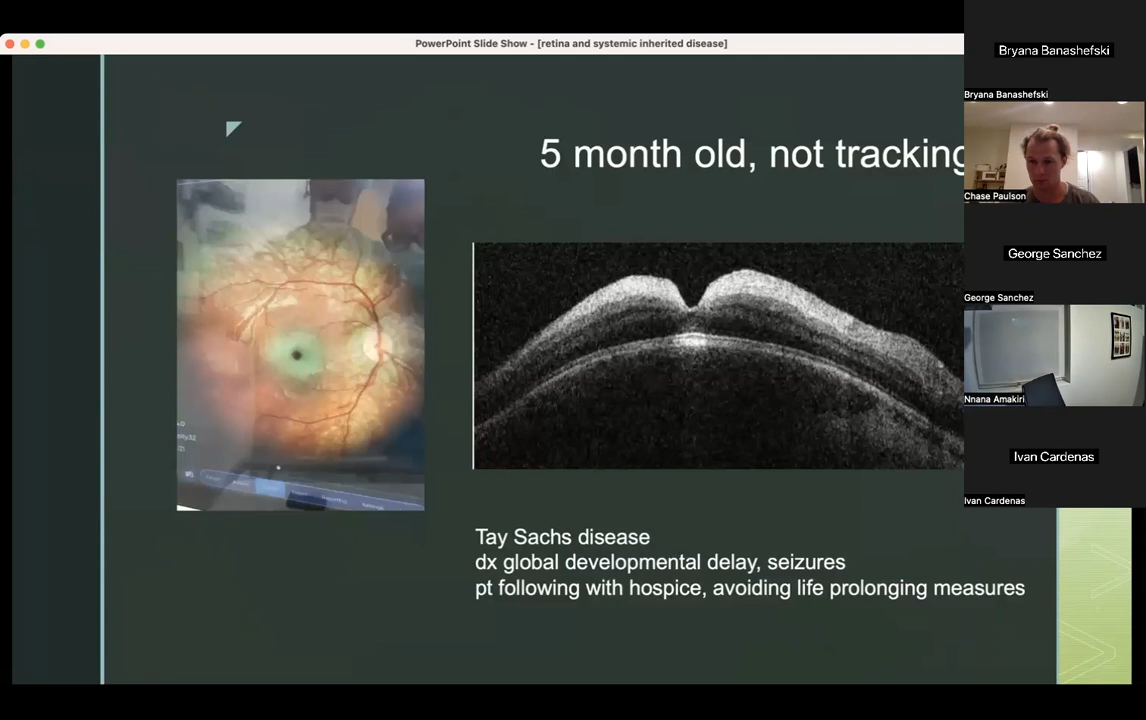 PowerPoint Slide Show - [retina and systemic inherited disease]
5 month old, not tracking
Tay Sachs disease
dx global developmental delay, seizures
pt following with hospice, avoiding life prolonging measures
Bryana Banashefski
Bryana Banashefski
Chase Paulson
George Sanchez
George Sanchez
Nnana Amakiri
Ivan Cardenas
Ivan Cardenas